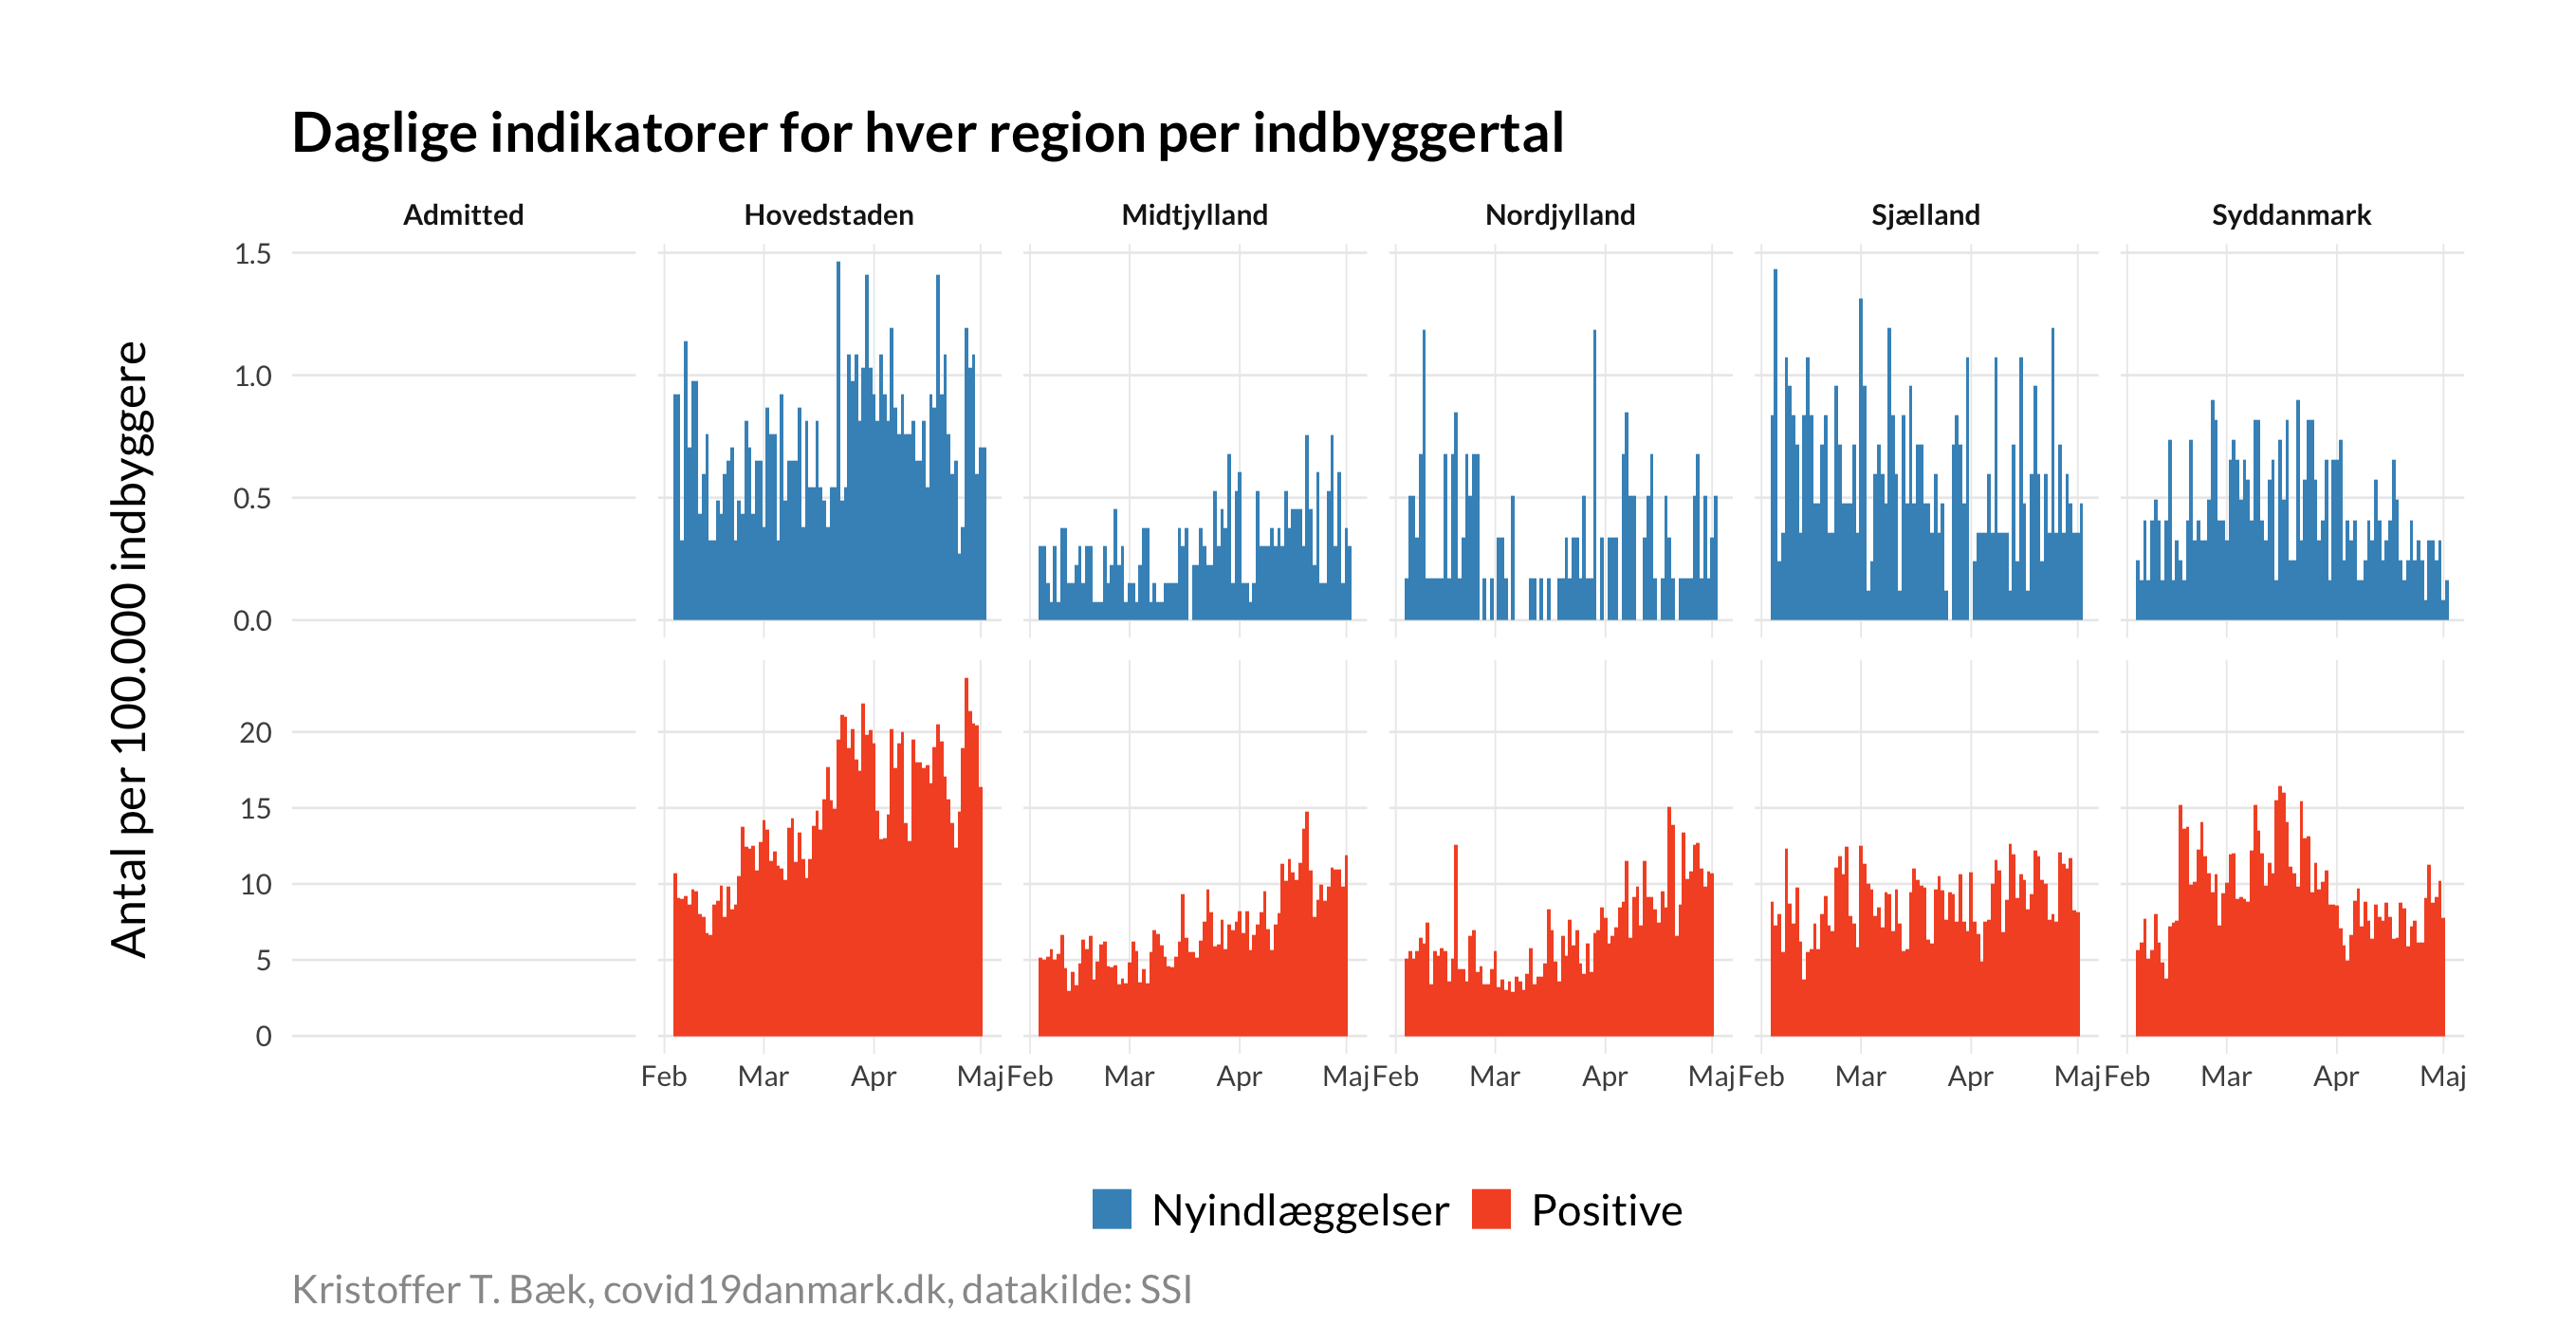 Daglige indikatorer for hver region per indbyggertal
Admitted Hovedstaden Midtjylland Nordjylland Sjælland Syddanmark
Antal per 100.000 indbyggere
1.5
1.0
0.5
0.0
20
15
10
5
0
Feb Mar Apr Maj Feb Mar Apr Maj Feb Mar Apr Maj Feb Mar Apr Maj Feb Mar Apr Maj
Nyindlæggelser Positive
Kristoffer T. Bæk, covid19danmark.dk, datakilde: SSI